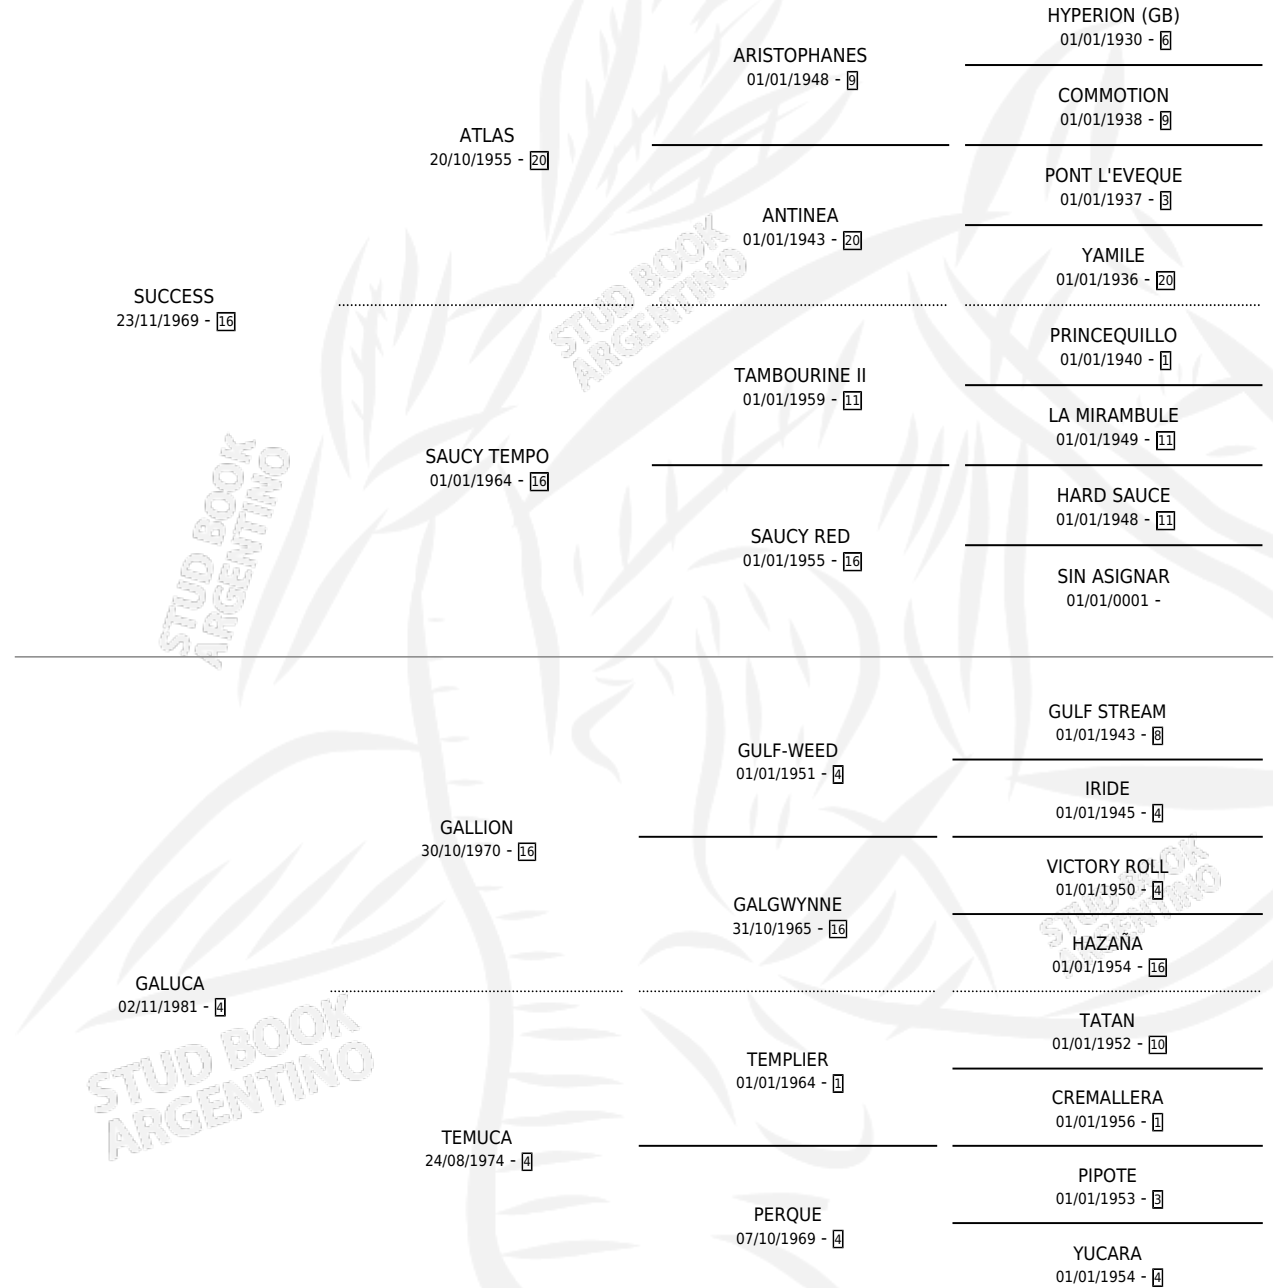 HYPERION (GB)
01/01/1930 - 6
ARISTOPHANES
01/01/1948 - 9
COMMOTION
01/01/1938 - 9
ATLAS
20/10/1955 - 20
PONT L'EVEQUE
01/01/1937 - 3
ANTINEA
01/01/1943 - 20
YAMILE
01/01/1936 - 20
SUCCESS
23/11/1969 - 16
PRINCEQUILLO
01/01/1940 - 1
TAMBOURINE II
01/01/1959 - 11
LA MIRAMBULE
01/01/1949 - 11
SAUCY TEMPO
01/01/1964 - 16
HARD SAUCE
01/01/1948 - 11
SAUCY RED
01/01/1955 - 16
SIN ASIGNAR
01/01/0001 -
STUD BOOK
ARGENTINO
STUD BOOK
ARGENTINO
GULF STREAM
01/01/1943 - 8
GULF-WEED
01/01/1951 - 4
IRIDE
01/01/1945 - 4
GALLION
30/10/1970 - 16
VICTORY ROLL
01/01/1950 - 4
GALGWYNNE
31/10/1965 - 16
HAZAÑA
01/01/1954 - 16
GALUCA
02/11/1981 - 4
TATAN
01/01/1952 - 10
TEMPLIER
01/01/1964 - 1
CREMALLERA
01/01/1956 - 1
TEMUCA
24/08/1974 - 4
PIPOTE
01/01/1953 - 3
PERQUE
07/10/1969 - 4
YUCARA
01/01/1954 - 4
STUD BOOK
ARGENTINO
STUD BOOK
ARGENTINO